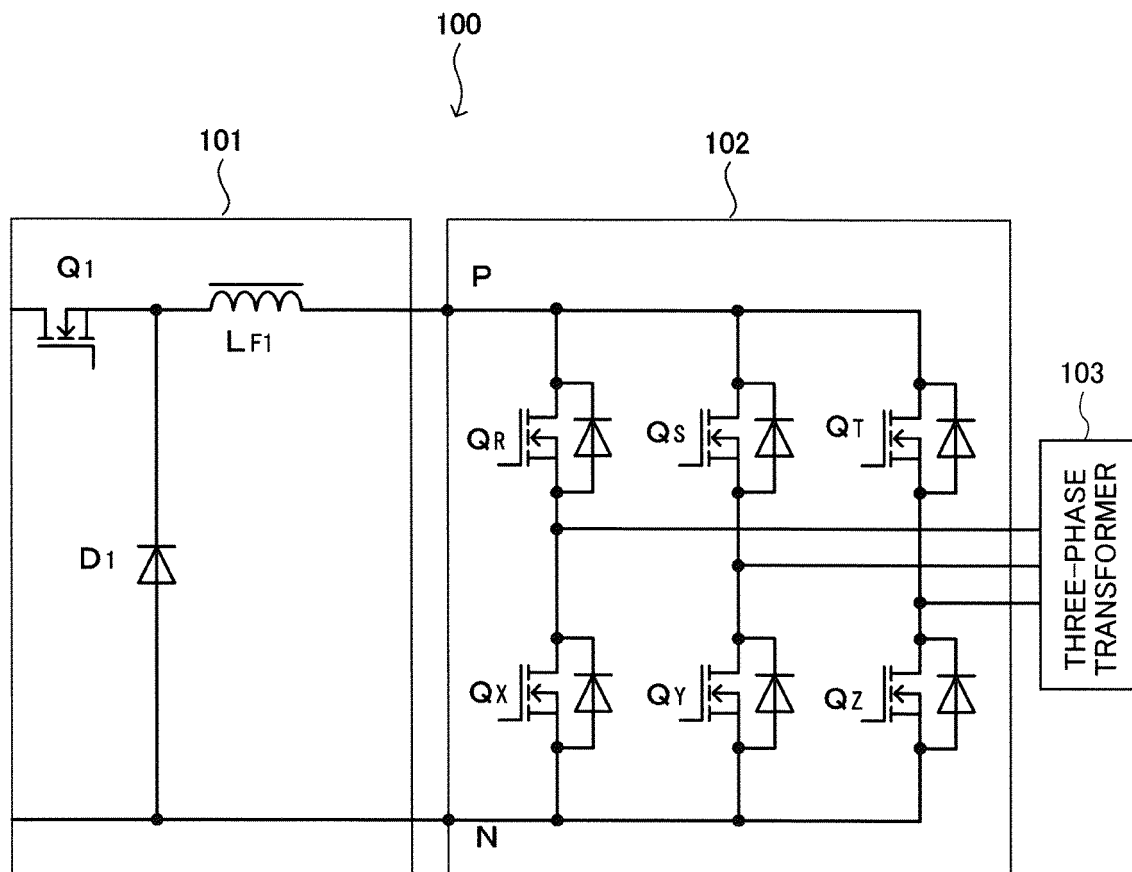 100
101
102
Q1
LF1
P
QR
QS
QT
103
THREE-PHASE
TRANSFORMER
D1
QX
QY
QZ
N